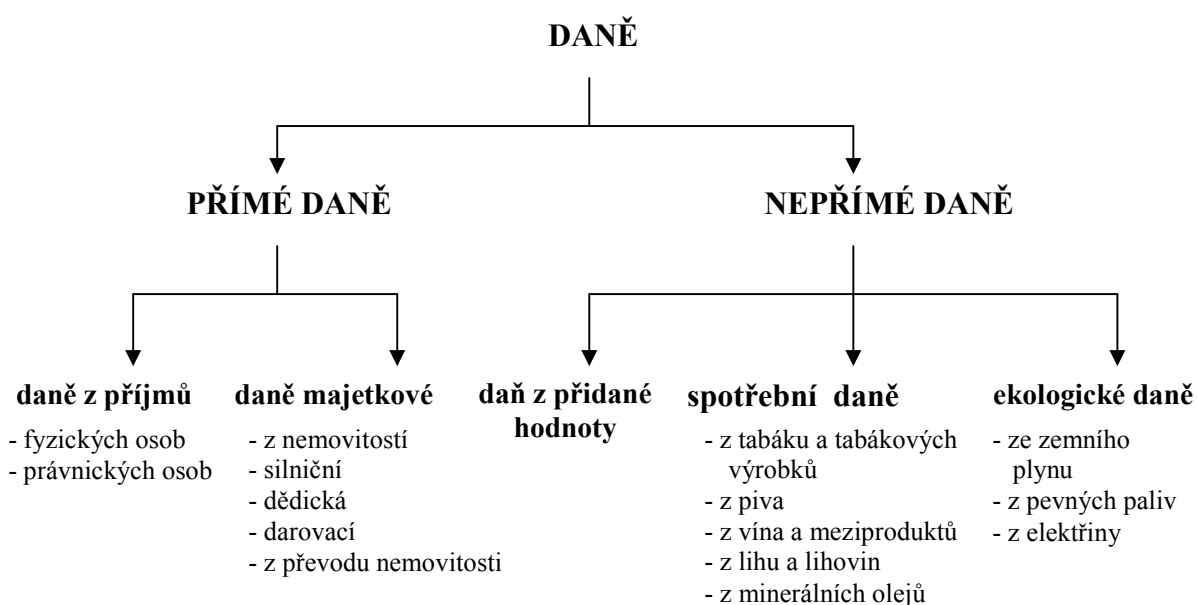 DANĚ
PŘÍMÉ DANĚ
NEPŘÍMÉ DANĚ
daně z příjmů
- fyzických osob
- právnických osob
daně majetkové
- z nemovitostí
- silniční
- dědická
- darovací
- z převodu nemovitosti
daň z přidané
hodnoty
spotřební daně
- z tabáku a tabákových
výrobků
- z piva
- z vína a meziproduktů
- z lihu a lihovin
- z minerálních olejů
ekologické daně
- ze zemního
plynu
- z pevných paliv
- z elektřiny